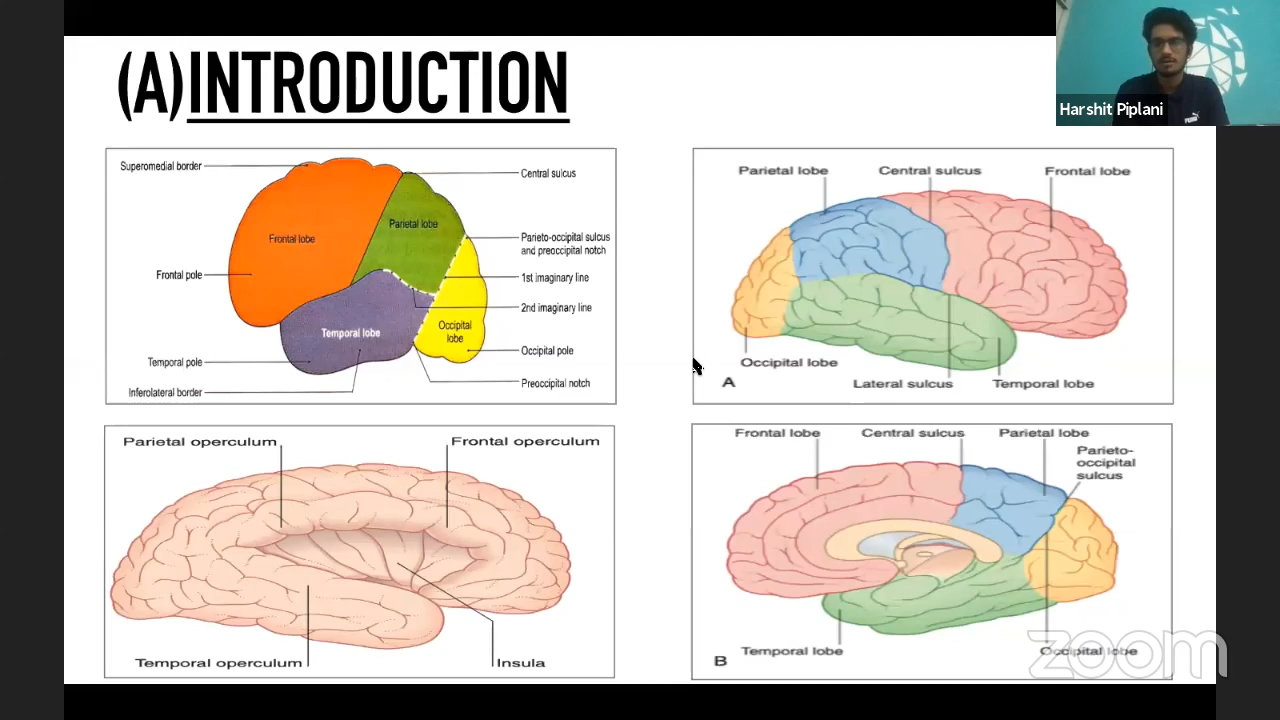 (A)INTRODUCTION
Harshit Piplani
PUMA
Superomedial border
Central sulcus
Parietal lobe
Frontal lobe
Parieto-occipital sulcus
and preoccipital notch
Frontal pole
1st imaginary line
2nd imaginary line
Temporal lobe
Occipital
lobe
Occipital pole
Temporal pole
Preoccipital notch
Inferolateral border
Parietal lobe
Central sulcus
Frontal lobe
Occipital lobe
Lateral sulcus
Temporal lobe
A
Parietal operculum
Frontal operculum
Temporal operculum
Insula
Frontal lobe
Central sulcus
Parietal lobe
Parieto-
occipital
sulcus
Temporal lobe
Occipital lobe
B
zoom